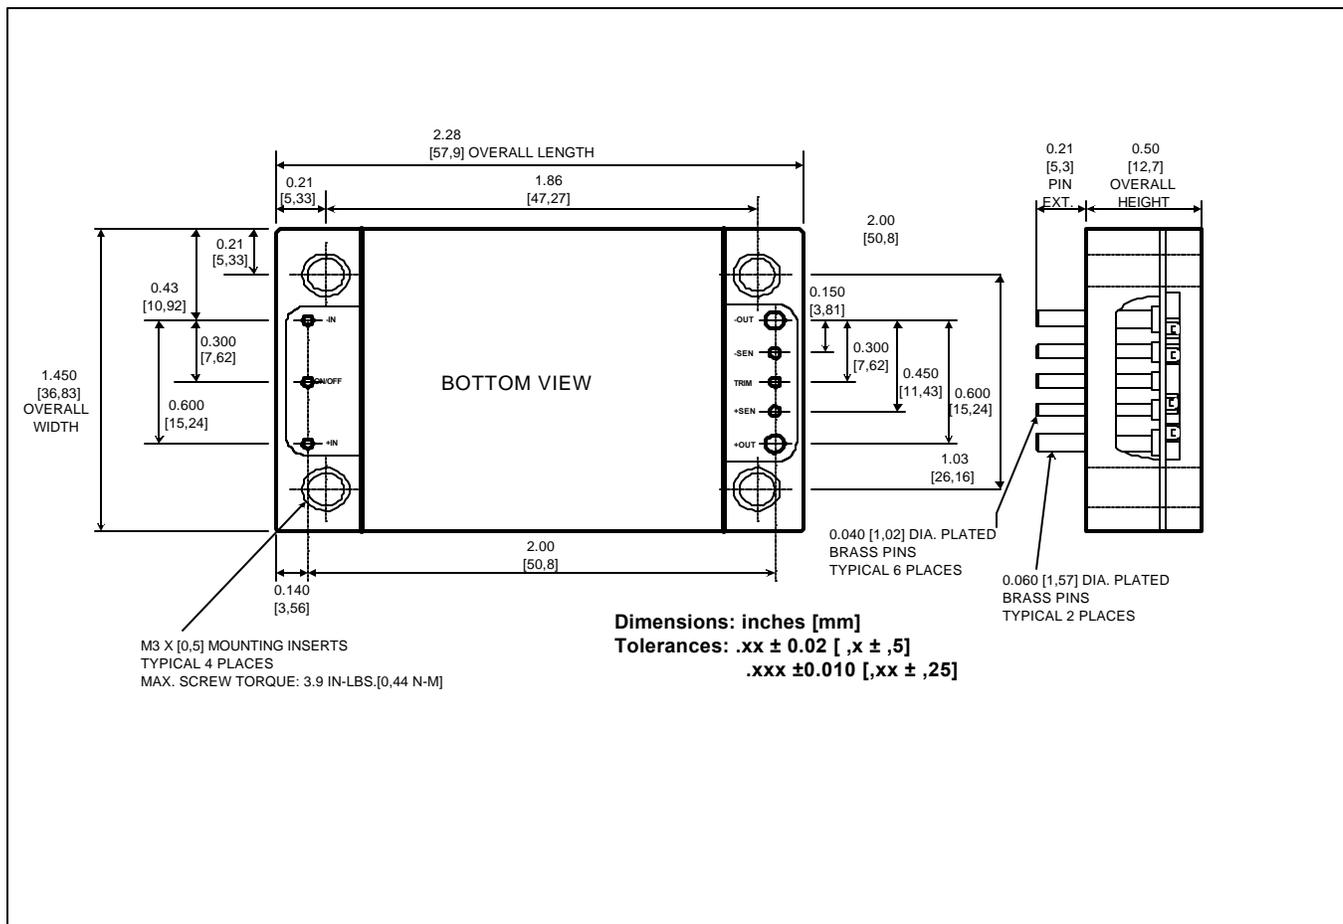 2.28
[57,9] OVERALL LENGTH
0.21
[5,33]
1.86
[47,27]
2.00
[50,8]
0.21
[5,3]
PIN
EXT.
0.50
[12,7]
OVERALL
HEIGHT
0.21
[5,33]
0.43
[10,92]
0.300
[7,62]
0.600
[15,24]
1.450
[36,83]
OVERALL
WIDTH
-IN
ON/OFF
+IN
BOTTOM VIEW
-OUT
-SEN
TRIM
+SEN
+OUT
0.150
[3,81]
0.300
[7,62]
0.450
[11,43]
0.600
[15,24]
1.03
[26,16]
C
C
C
C
2.00
[50,8]
0.140
[3,56]
0.040 [1,02] DIA. PLATED
BRASS PINS
TYPICAL 6 PLACES
0.060 [1,57] DIA. PLATED
BRASS PINS
TYPICAL 2 PLACES
M3 X [0,5] MOUNTING INSERTS
TYPICAL 4 PLACES
MAX. SCREW TORQUE: 3.9 IN-LBS.[0,44 N-M]
Dimensions: inches [mm]
Tolerances: .xx ± 0.02 [ ,x ± ,5]
.xxx ±0.010 [,xx ± ,25]